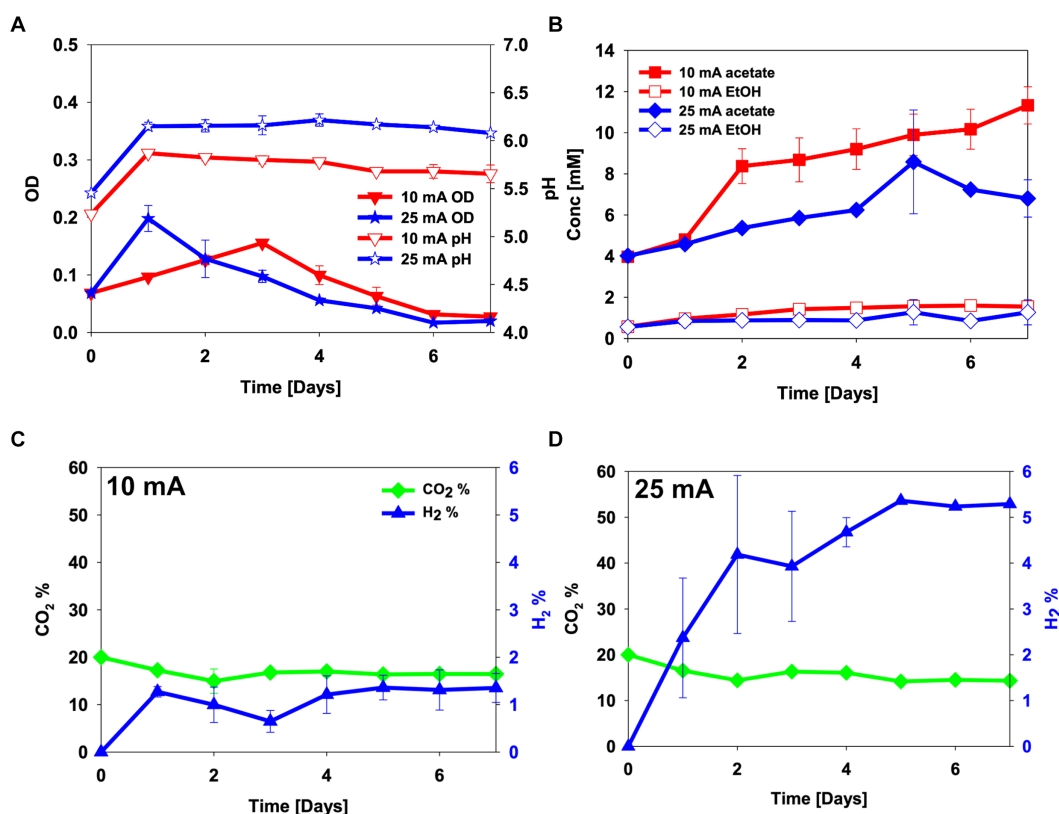 A
0.5
0.4
0.3
0.2
0.1
0.0
OD
7.0
6.5
6.0
5.5
5.0
4.5
4.0
pH
10 mA OD
25 mA OD
10 mA pH
25 mA pH
0 2 4 6
Time [Days]
B
14
12
10
8
6
4
2
0
Conc [mM]
10 mA acetate
10 mA EtOH
25 mA acetate
25 mA EtOH
0 2 4 6
Time [Days]
C
10 mA
60
50
40
30
20
10
0
CO2 %
6
5
4
3
2
1
0
H2 %
CO2 %
H2 %
0 2 4 6
Time [Days]
D
25 mA
60
50
40
30
20
10
0
CO2 %
6
5
4
3
2
1
0
H2 %
0 2 4 6
Time [Days]